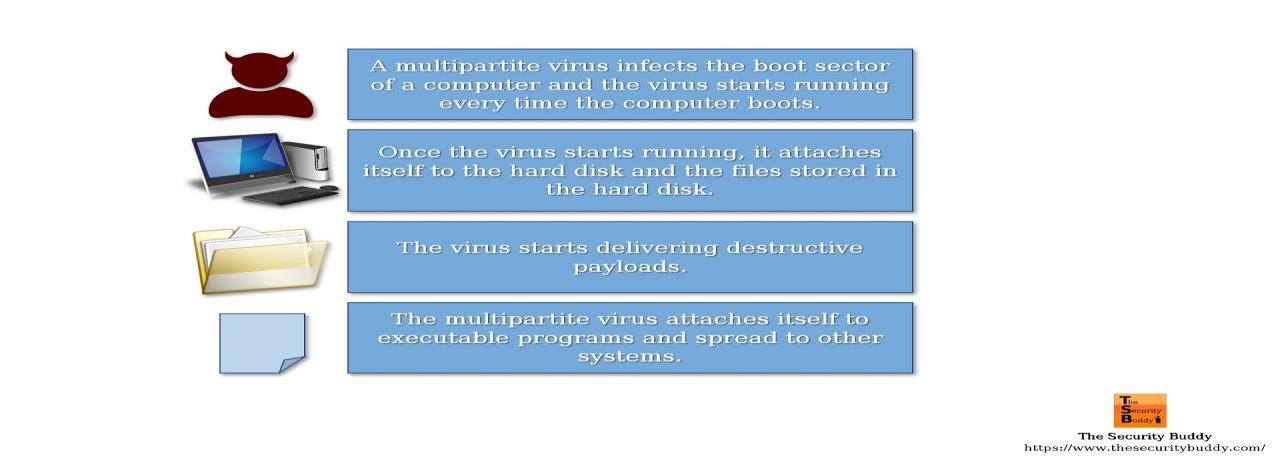 A multipartite virus infects the boot sector
of a computer and the virus starts running
every time the computer boots.
Once the virus starts running, it attaches
itself to the hard disk and the files stored in
the hard disk.
The virus starts delivering destructive
payloads.
The multipartite virus attaches itself to
executable programs and spread to other
systems.
The
Security
Buddy
The Security Buddy
https://www.thesecuritybuddy.com/